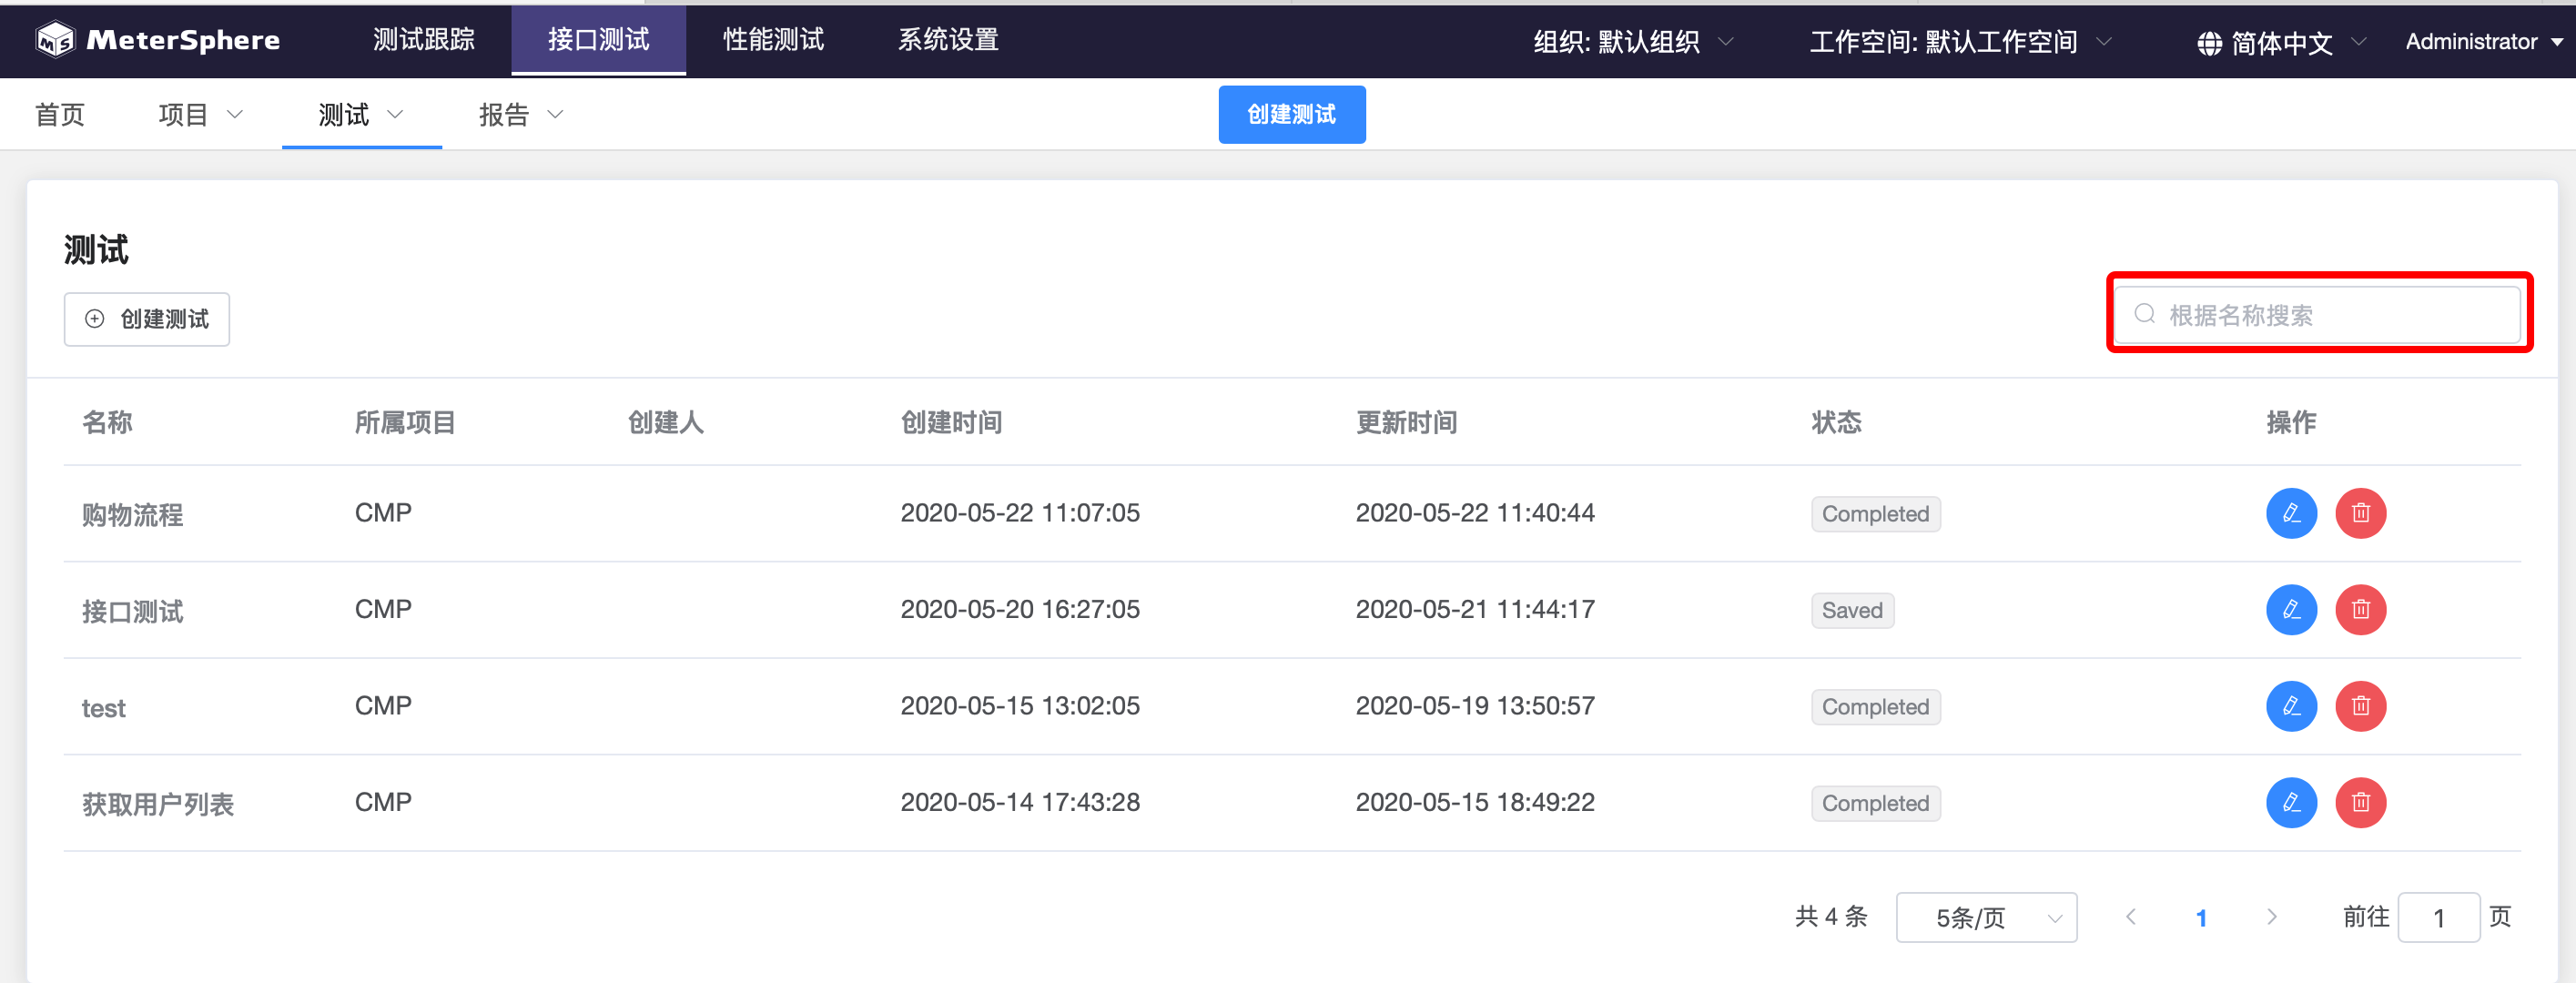 MeterSphere 测试跟踪 接口测试 性能测试 系统设置 组织: 默认组织 工作空间: 默认工作空间 简体中文 Administrator
首页 项目 测试 报告 创建测试
测试
创建测试 根据名称搜索
名称 所属项目 创建人 创建时间 更新时间 状态 操作
购物流程 CMP 2020-05-22 11:07:05 2020-05-22 11:40:44 Completed
接口测试 CMP 2020-05-20 16:27:05 2020-05-21 11:44:17 Saved
test CMP 2020-05-15 13:02:05 2020-05-19 13:50:57 Completed
获取用户列表 CMP 2020-05-14 17:43:28 2020-05-15 18:49:22 Completed
共 4 条 5条/页 1 前往 1 页